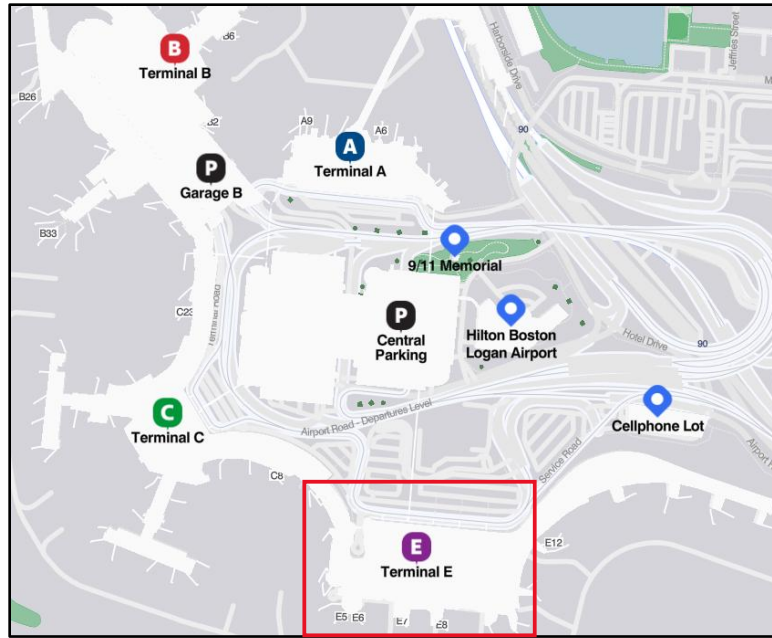 B
Terminal B
B6
B26
B2
A9
A6
A
Terminal A
P
Garage B
Harborside Drive
Jeffries Street
90
B33
9/11 Memorial
C23
Terminal Road
P
Central
Parking
Hilton Boston
Logan Airport
Hotel Drive
90
C
Terminal C
Airport Road - Departures Level
Cellphone Lot
Service Road
C8
E
Terminal E
E12
E5
E6
E7
E8